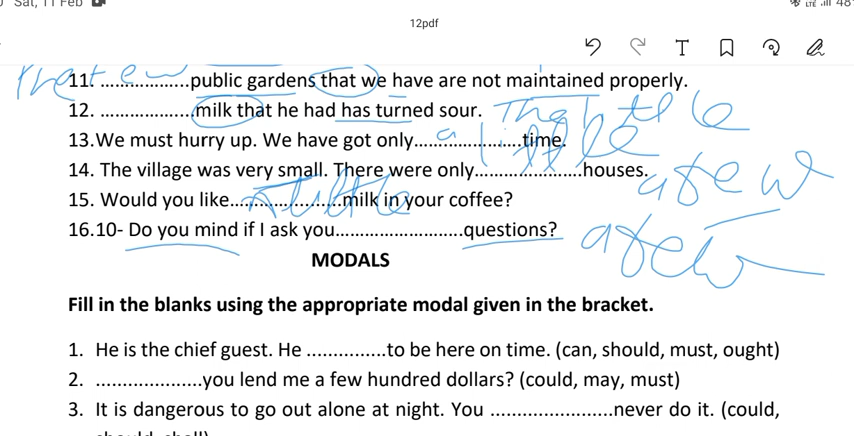 Sat, 11 Feb
12pdf
T
11. ..................public gardens that we have are not maintained properly.
12. ...................milk that he had has turned sour. The little
13.We must hurry up. We have got only a little time.
14. The village was very small. There were only......................houses. a few
15. Would you like.......................milk in your coffee?
16.10- Do you mind if I ask you..........................questions? a few
MODALS
Fill in the blanks using the appropriate modal given in the bracket.
1. He is the chief guest. He ...............to be here on time. (can, should, must, ought)
2. ....................you lend me a few hundred dollars? (could, may, must)
3. It is dangerous to go out alone at night. You .......................never do it. (could,